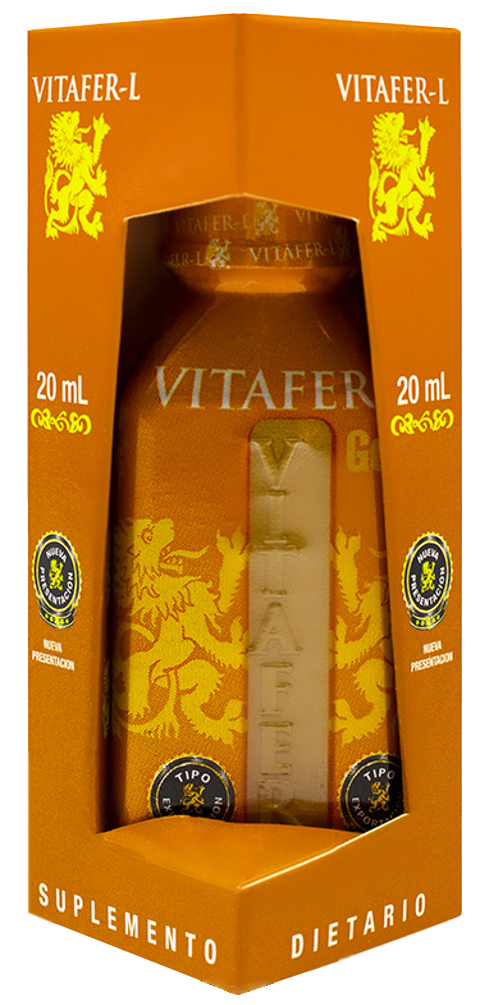 VITAFER-L
VITAFER-L
VITAFER-L
VITAFER-L
20 mL
20 mL
VITAFER
VITAFER
NUEVA PRESENTACIÓN
NUEVA PRESENTACIÓN
NUEVA
PRESENTACION
NUEVA
PRESENTACION
TIPO
TIPO
SUPLEMENTO
DIETARIO